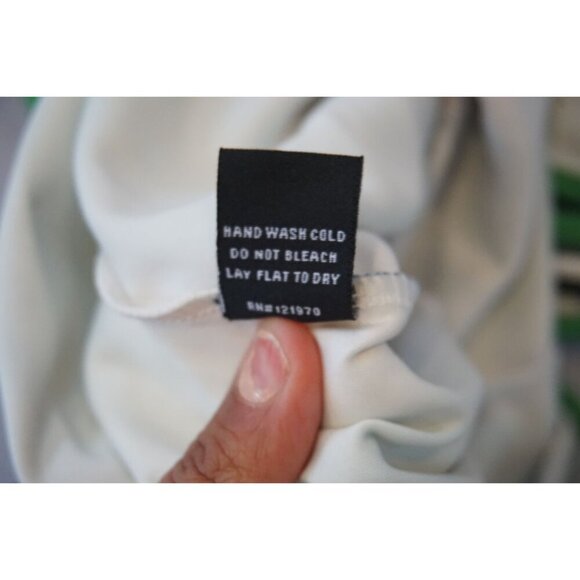 HAND WASH COLD
DO NOT BLEACH
LAY FLAT TO DRY
RN# 121970